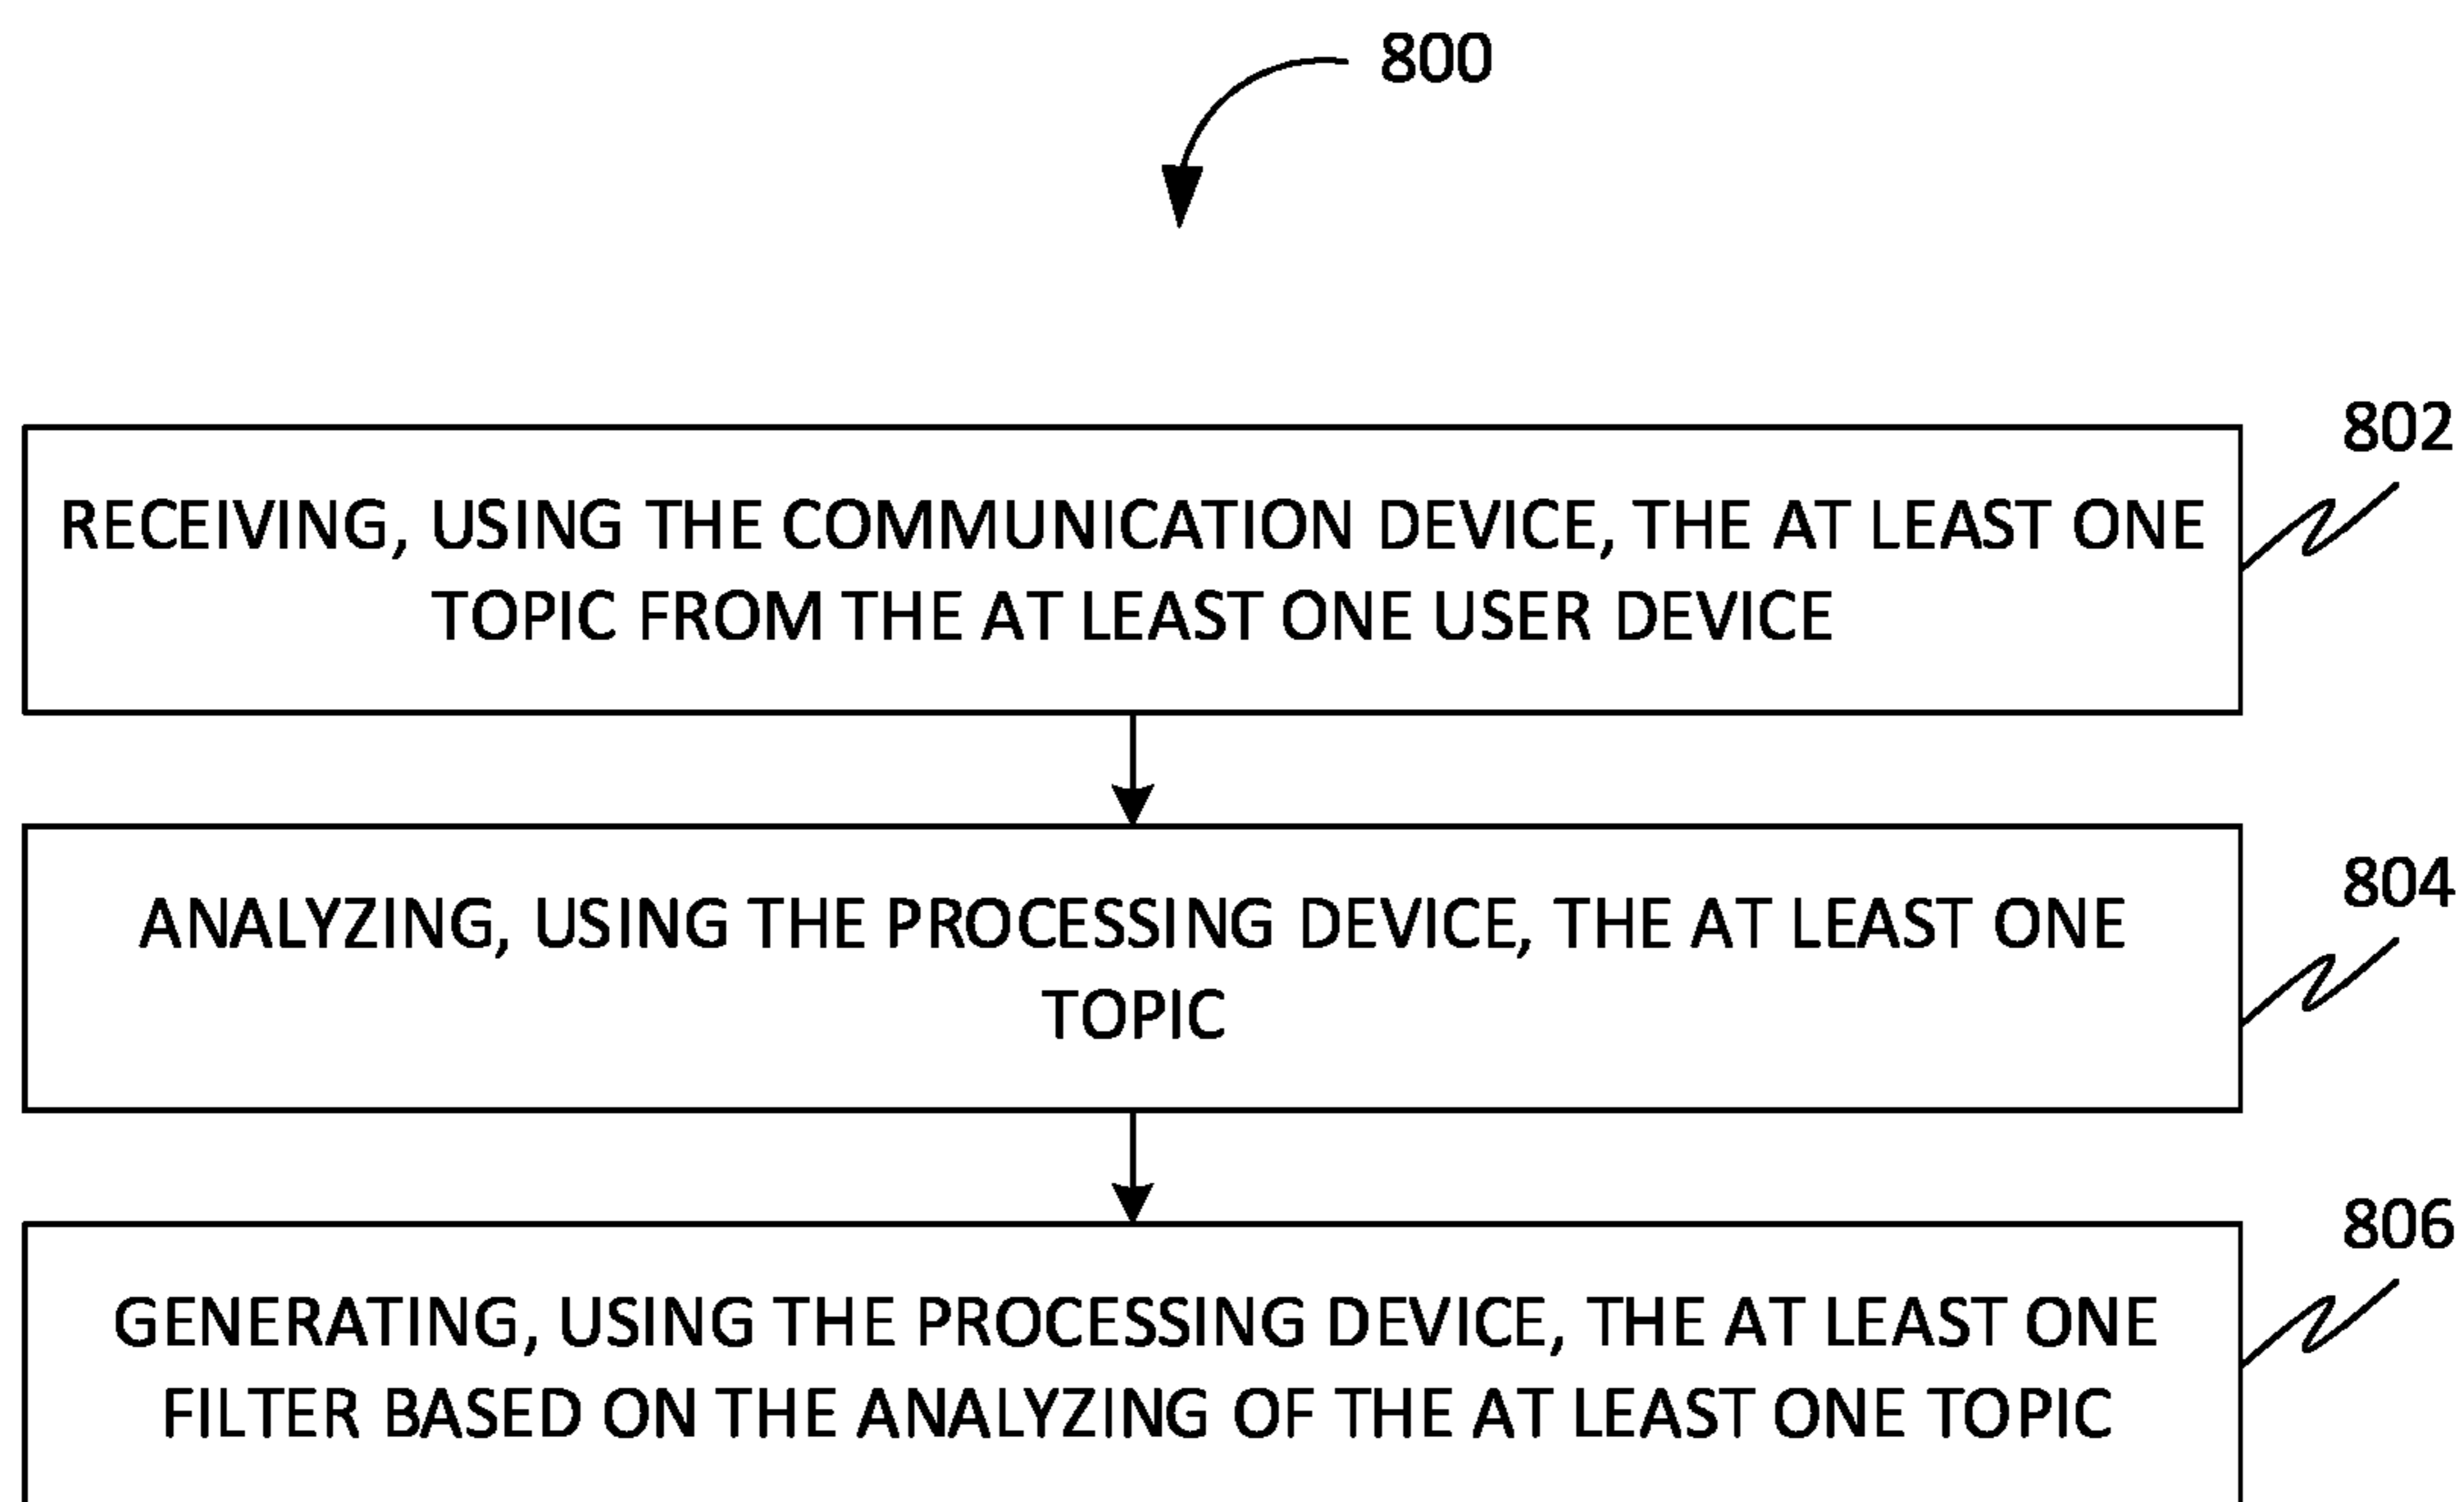 800
802
RECEIVING, USING THE COMMUNICATION DEVICE, THE AT LEAST ONE
TOPIC FROM THE AT LEAST ONE USER DEVICE
804
ANALYZING, USING THE PROCESSING DEVICE, THE AT LEAST ONE
TOPIC
806
GENERATING, USING THE PROCESSING DEVICE, THE AT LEAST ONE
FILTER BASED ON THE ANALYZING OF THE AT LEAST ONE TOPIC